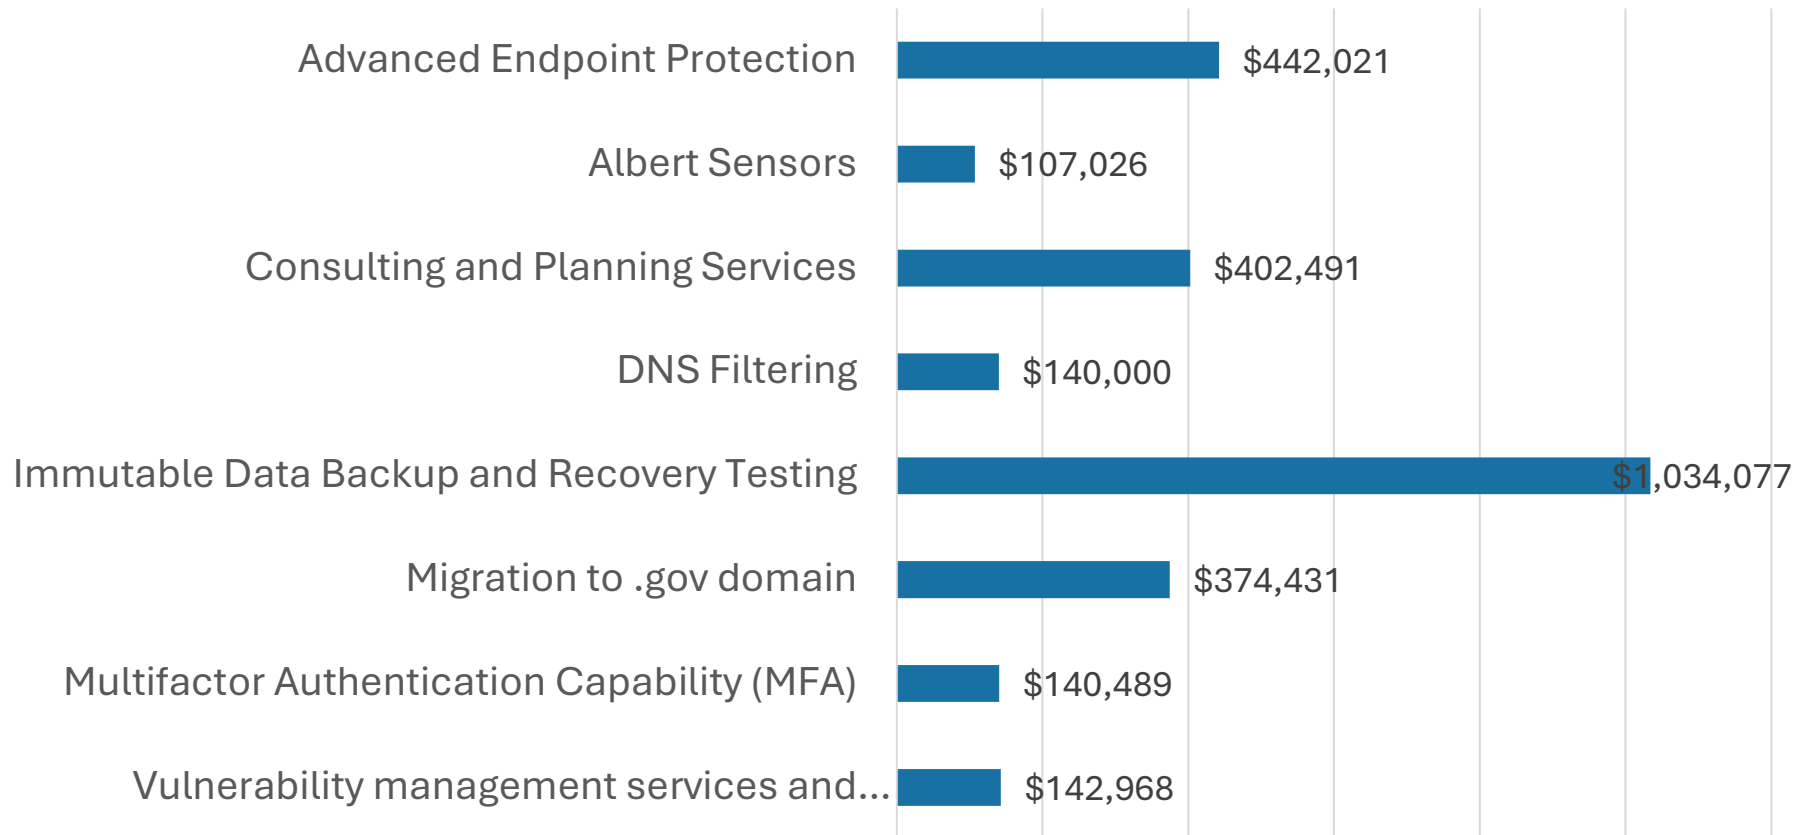 Advanced Endpoint Protection $442,021
Albert Sensors $107,026
Consulting and Planning Services $402,491
DNS Filtering $140,000
Immutable Data Backup and Recovery Testing $1,034,077
Migration to .gov domain $374,431
Multifactor Authentication Capability (MFA) $140,489
Vulnerability management services and... $142,968